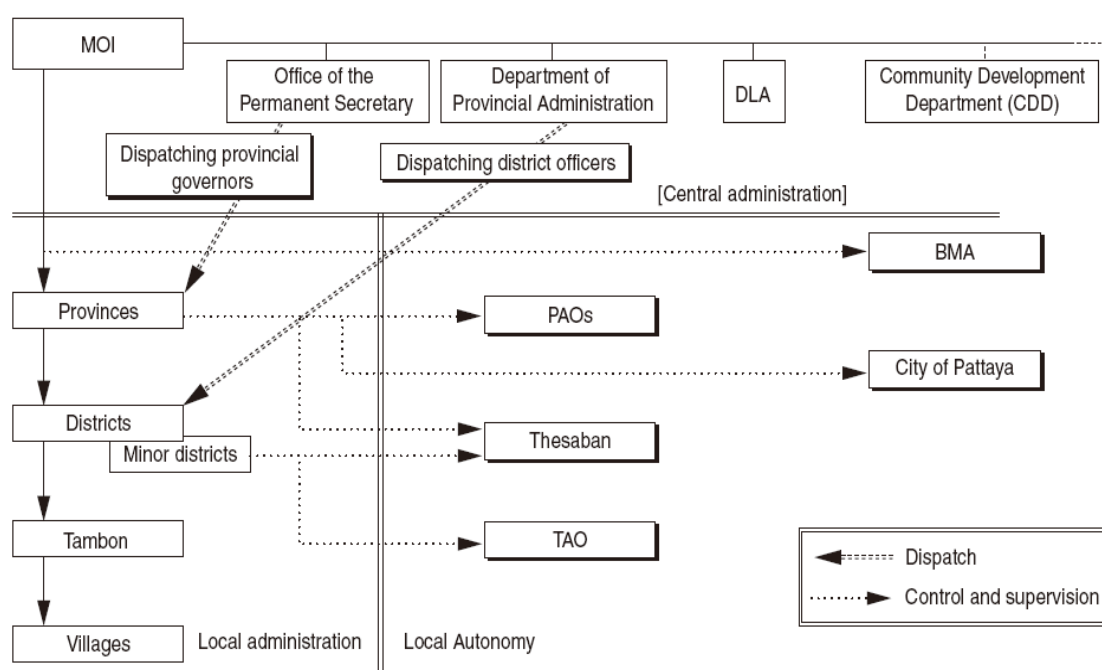 MOI
Office of the
Permanent Secretary
Department of
Provincial Administration
DLA
Community Development
Department (CDD)
Dispatching provincial
governors
Dispatching district officers
[Central administration]
BMA
Provinces
PAOs
City of Pattaya
Districts
Minor districts
Thesaban
Tambon
TAO
Dispatch
Control and supervision
Villages
Local administration
Local Autonomy